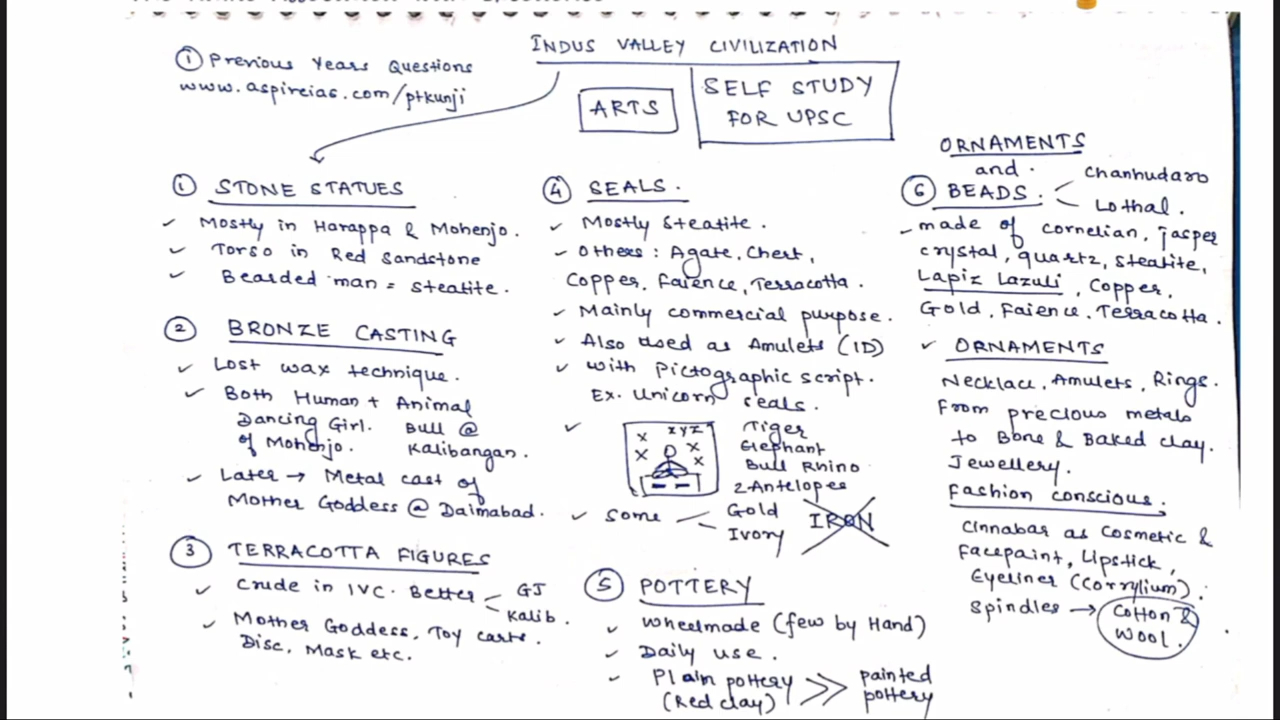 INDUS VALLEY CIVILIZATION
① Previous Years Questions
www.aspireias.com/ptkunji
ARTS
SELF STUDY
FOR UPSC
① STONE STATUES
✓ Mostly in Harappa & Mohenjo.
✓ Torso in Red Sandstone
✓ Bearded man = steatite.
② BRONZE CASTING
✓ Lost wax technique.
✓ Both Human + Animal
Dancing Girl. Bull @
of Mohenjo. Kalibangan.
✓ Later → Metal cast of
Mother Goddess @ Daimabad.
③ TERRACOTTA FIGURES
✓ Crude in IVC. Better GJ
Kalib.
✓ Mother Goddess, Toy carts.
Disc, Mask etc.
④ SEALS.
✓ Mostly Steatite.
✓ Others: Agate, Chert,
Copper, Faience, Terracotta.
✓ Mainly commercial purpose.
✓ Also used as Amulets (ID)
✓ with Pictographic script.
Ex. Unicorn seals.
✓ x y z Tiger
x x Elephant
x x Bull Rhino
2 Antelopes
✓ Some Gold IRON
Ivory
⑤ POTTERY
✓ Wheelmade (few by Hand)
✓ Daily use.
✓ Plain pottery >> painted
(Red clay) pottery
ORNAMENTS
and. Chanhudaro
⑥ BEADS. Lothal.
✓ made of cornelian, jasper
crystal, quartz, steatite,
Lapiz Lazuli, Copper,
Gold, Faience, Terracotta.
✓ ORNAMENTS
Necklace, Amulets, Rings.
From precious metals
to Bone & Baked clay.
Jewellery.
Fashion conscious.
Cinnabar as Cosmetic &
Facepaint, Lipstick,
Eyeliner (Corrylium).
Spindles → Cotton &
Wool.